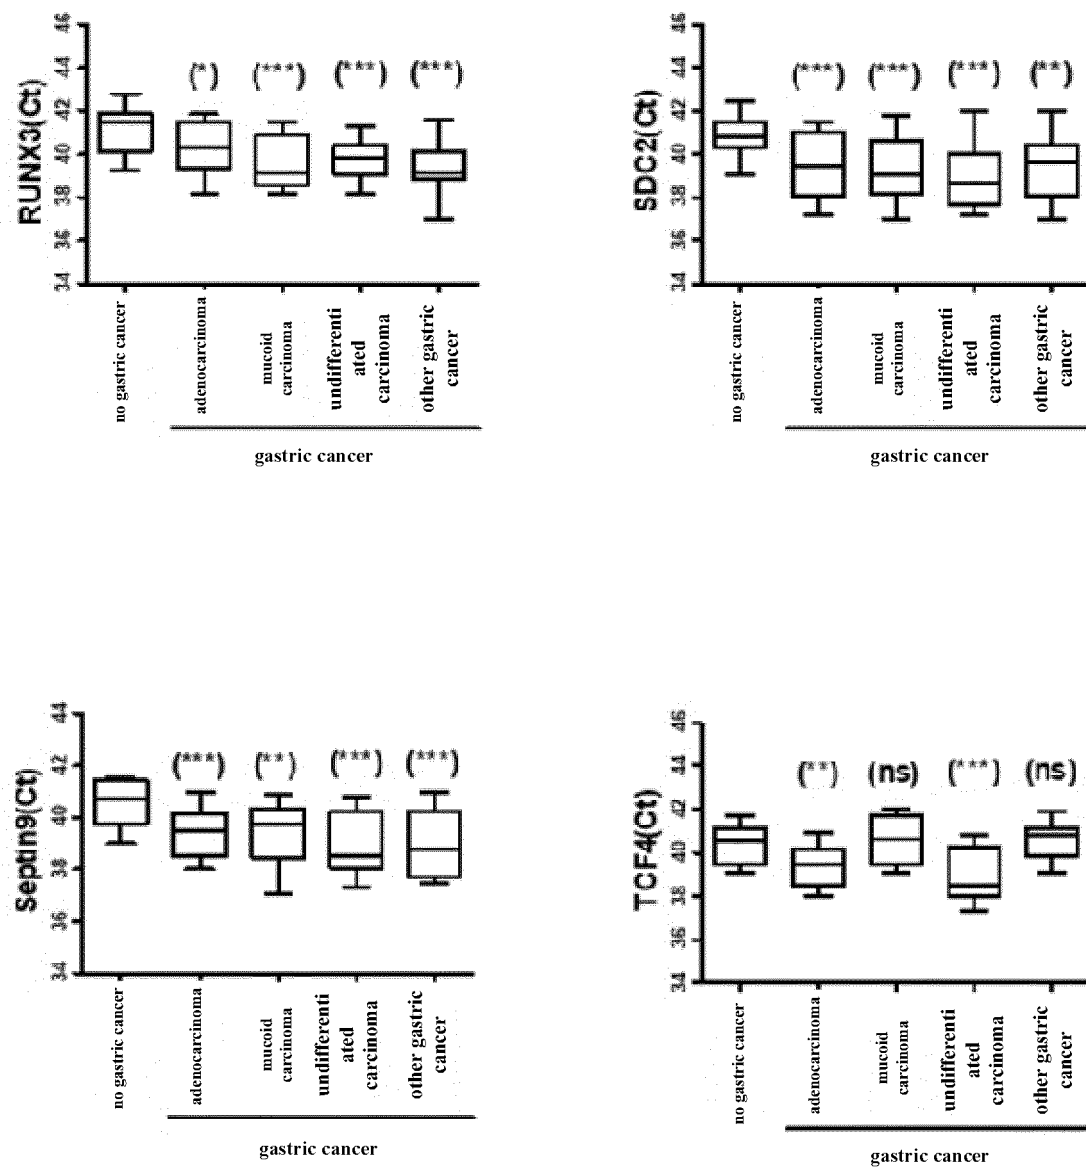 RUNX3(Ct)
46
44
42
40
38
36
34
(*)
(***)
(***)
(***)
no gastric cancer
adenocarcinoma
mucoid
carcinoma
undifferenti
ated
carcinoma
other gastric
cancer
gastric cancer
SDC2(Ct)
46
44
42
40
38
36
34
(***)
(***)
(***)
(**)
no gastric cancer
adenocarcinoma
mucoid
carcinoma
undifferenti
ated
carcinoma
other gastric
cancer
gastric cancer
Septin9(Ct)
44
42
40
38
36
34
(***)
(**)
(***)
(***)
no gastric cancer
adenocarcinoma
mucoid
carcinoma
undifferenti
ated
carcinoma
other gastric
cancer
gastric cancer
TCF4(Ct)
46
44
42
40
38
36
34
(**)
(ns)
(***)
(ns)
no gastric cancer
adenocarcinoma
mucoid
carcinoma
undifferenti
ated
carcinoma
other gastric
cancer
gastric cancer